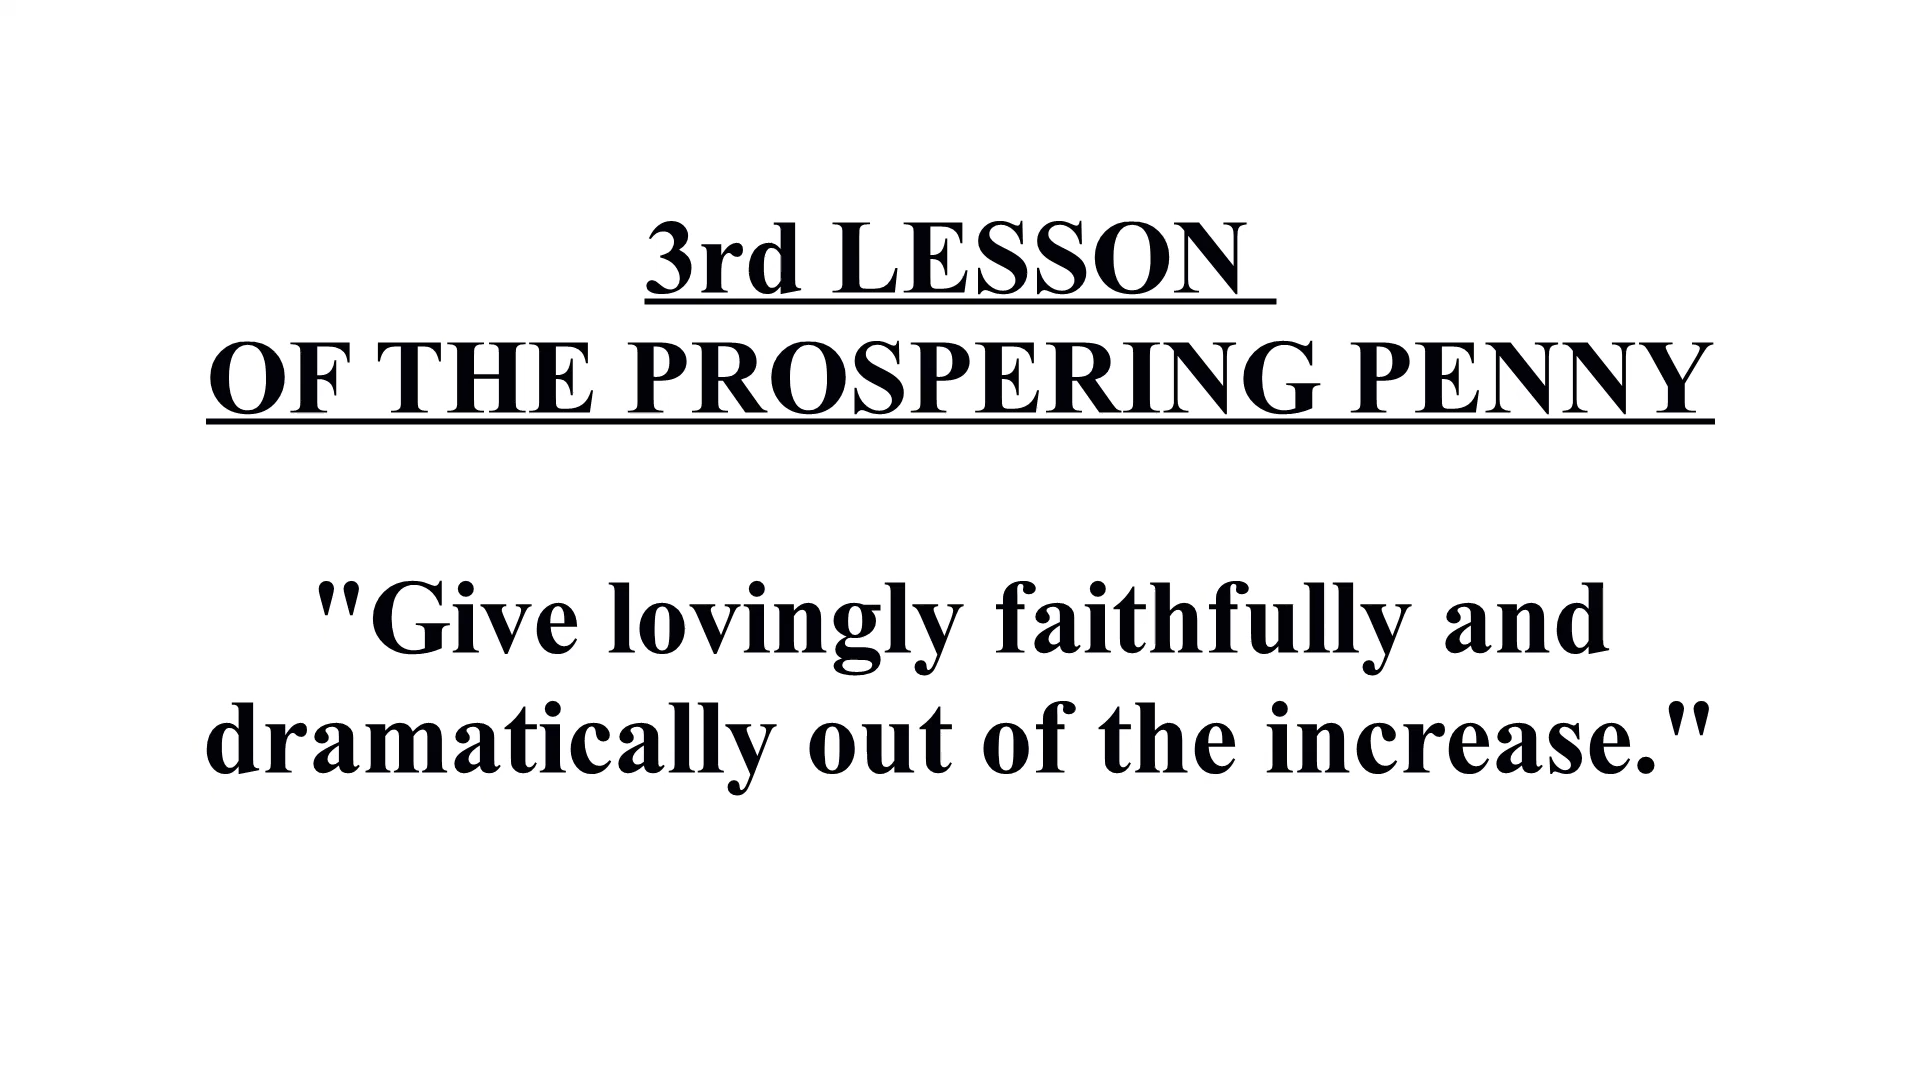 3rd LESSON
OF THE PROSPERING PENNY
"Give lovingly faithfully and
dramatically out of the increase."